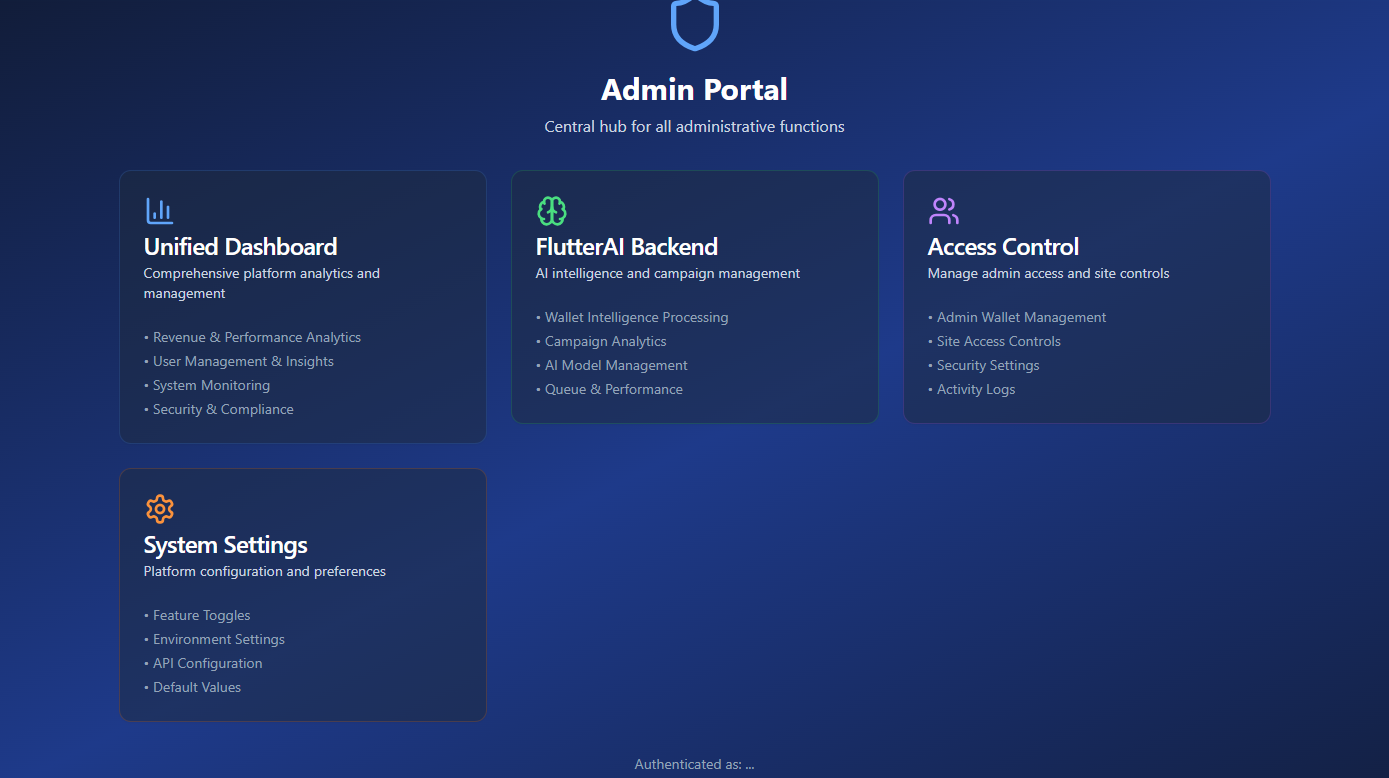 Admin Portal
Central hub for all administrative functions
Unified Dashboard
Comprehensive platform analytics and
management
• Revenue & Performance Analytics
• User Management & Insights
• System Monitoring
• Security & Compliance
FlutterAI Backend
AI intelligence and campaign management
• Wallet Intelligence Processing
• Campaign Analytics
• AI Model Management
• Queue & Performance
Access Control
Manage admin access and site controls
• Admin Wallet Management
• Site Access Controls
• Security Settings
• Activity Logs
System Settings
Platform configuration and preferences
• Feature Toggles
• Environment Settings
• API Configuration
• Default Values
Authenticated as: ...